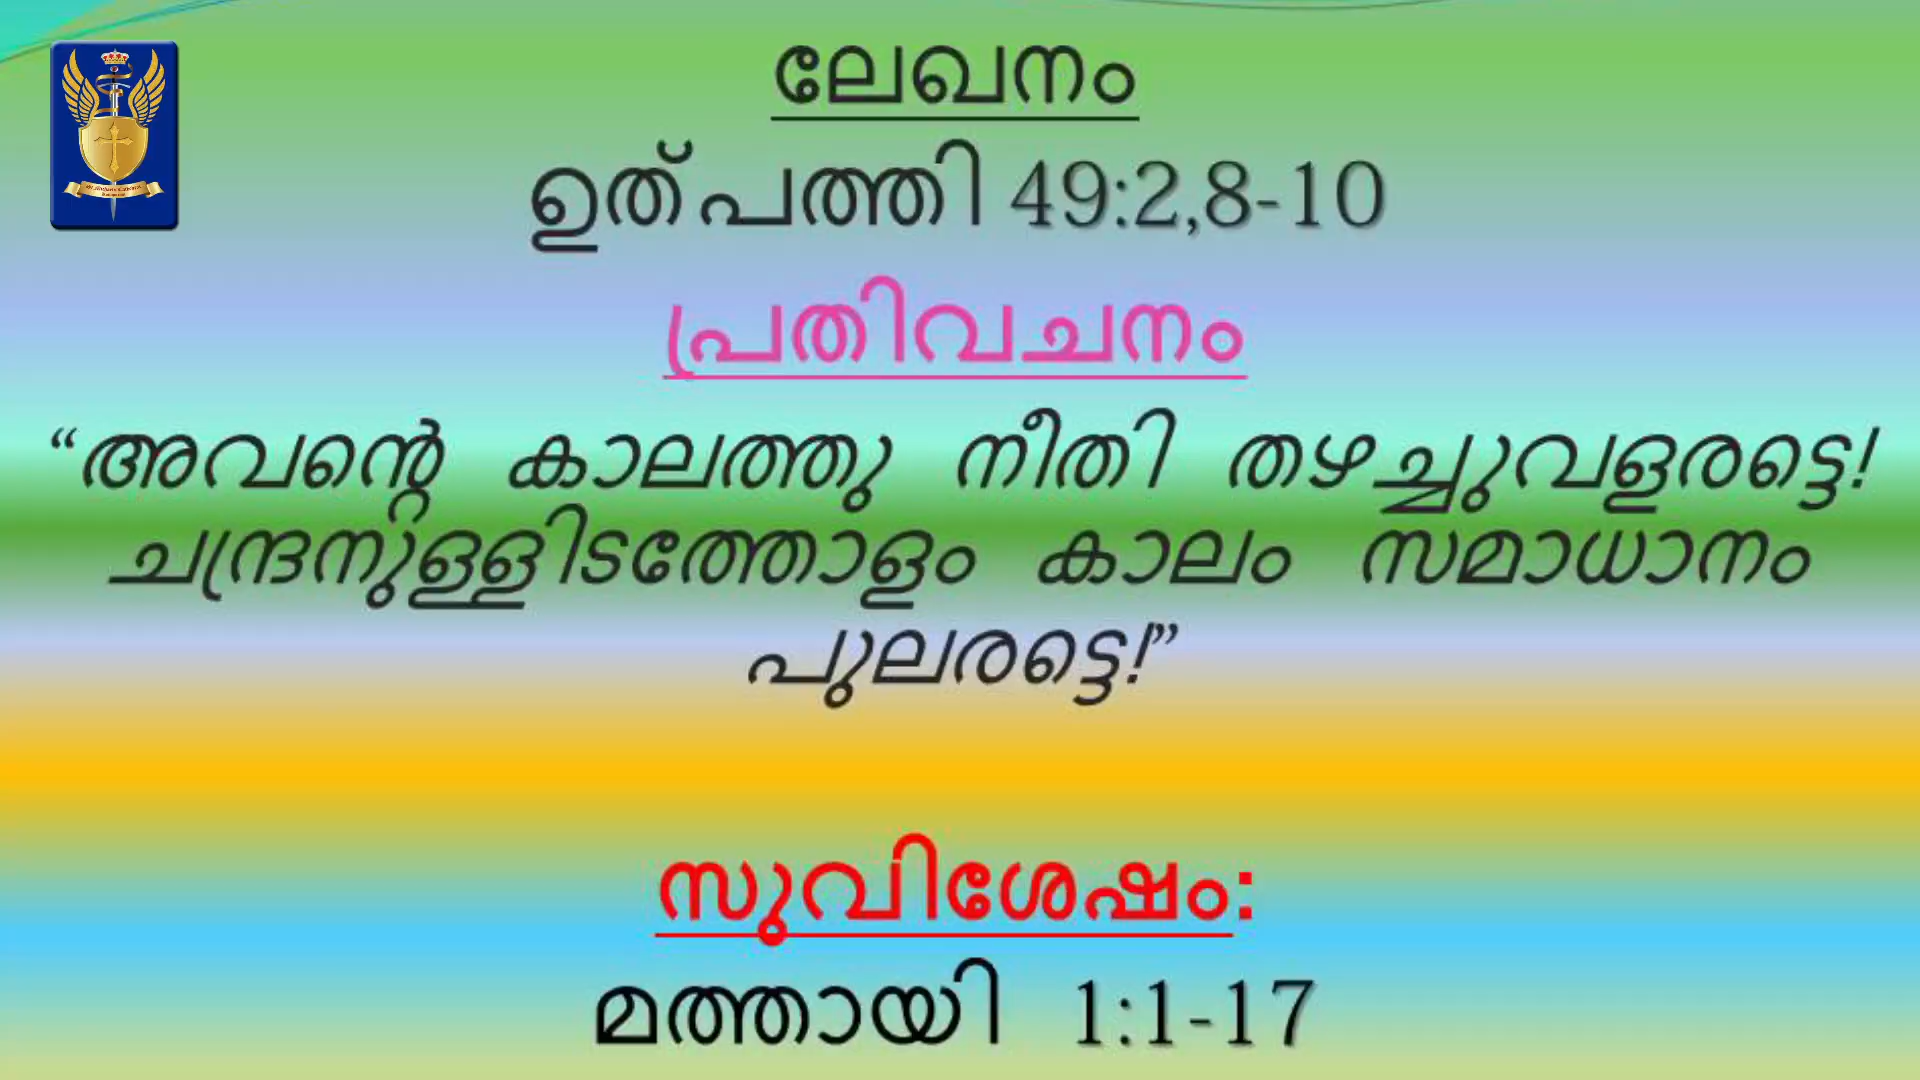 ലേഖനം
ഉത്പത്തി 49:2,8-10
പ്രതിവചനം
“അവന്റെ കാലത്തു നീതി തഴച്ചുവളരട്ടെ!
ചന്ദ്രനുള്ളിടത്തോളം കാലം സമാധാനം
പുലരട്ടെ!”
സുവിശേഷം:
മത്തായി 1:1-17